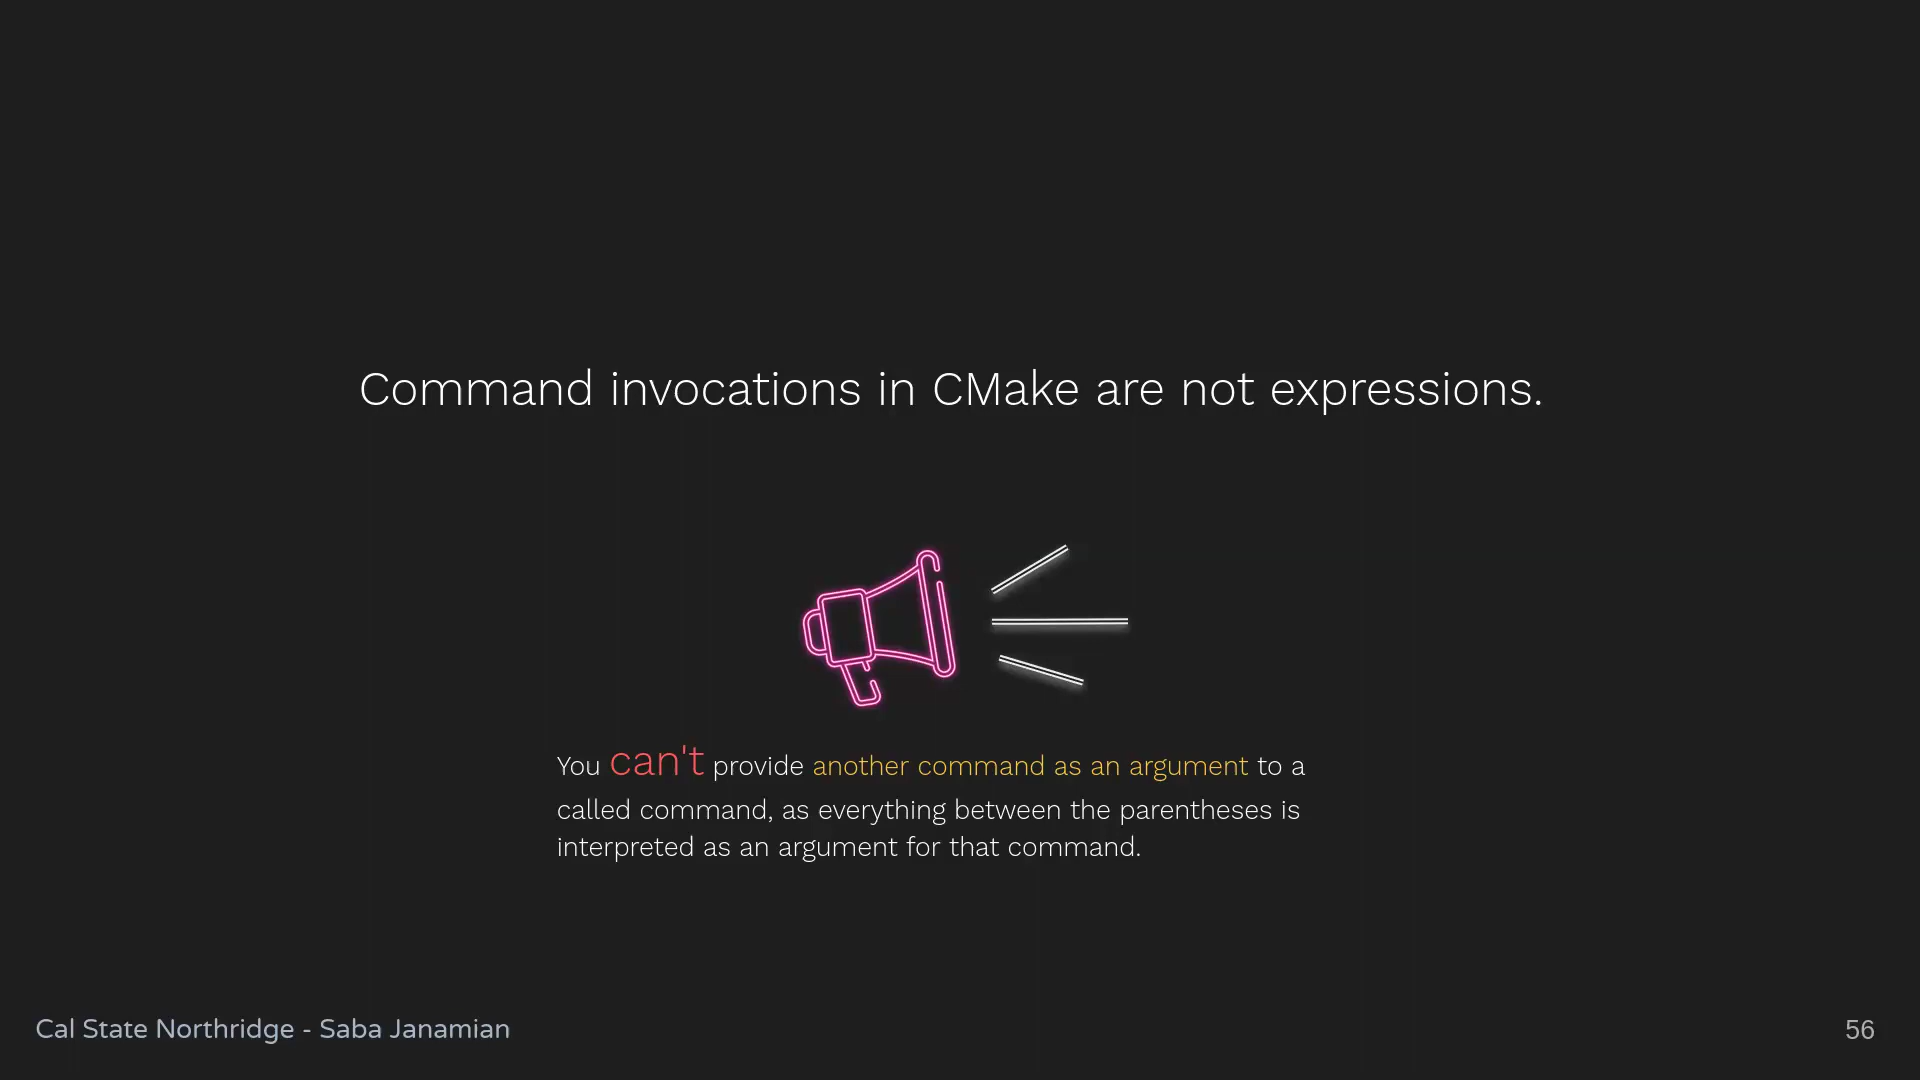 Command invocations in CMake are not expressions.
You can't provide another command as an argument to a
called command, as everything between the parentheses is
interpreted as an argument for that command.
Cal State Northridge - Saba Janamian
56